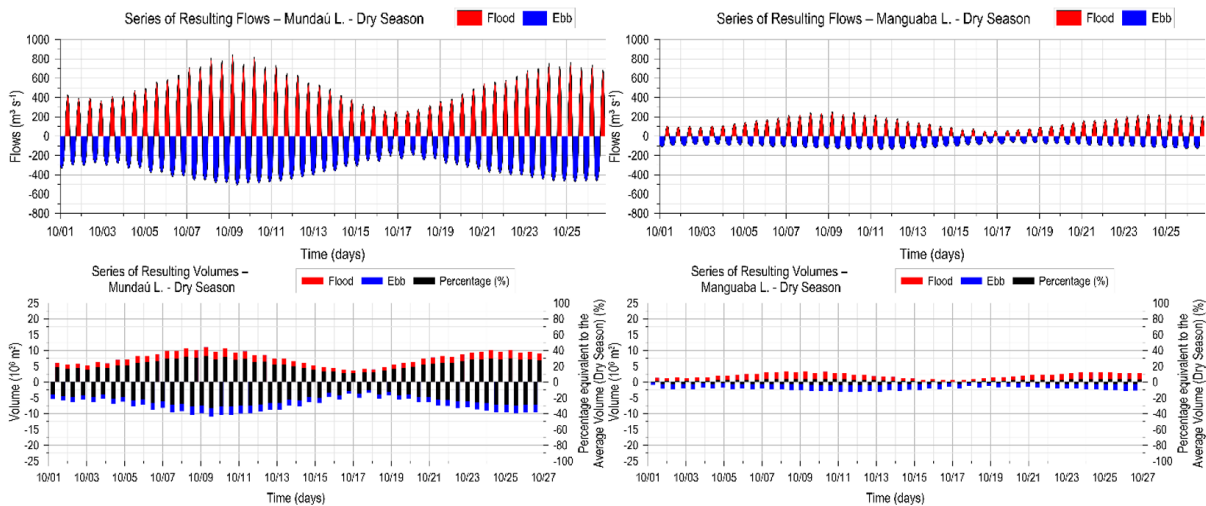 Series of Resulting Flows – Mundaú L. - Dry Season
Flood Ebb
1000
800
600
400
200
0
-200
-400
-600
-800
Flows (m³ s⁻¹)
10/01 10/03 10/05 10/07 10/09 10/11 10/13 10/15 10/17 10/19 10/21 10/23 10/25
Time (days)
Series of Resulting Flows – Manguaba L. - Dry Season
Flood Ebb
1000
800
600
400
200
0
-200
-400
-600
-800
Flows (m³ s⁻¹)
10/01 10/03 10/05 10/07 10/09 10/11 10/13 10/15 10/17 10/19 10/21 10/23 10/25
Time (days)
Series of Resulting Volumes –
Mundaú L. - Dry Season
Flood Ebb Percentage (%)
25
20
15
10
5
0
-5
-10
-15
-20
-25
Volume (10⁶ m²)
100
80
60
40
20
0
-20
-40
-60
-80
-100
Percentage equivalent to the
Average Volume (Dry Season) (%)
10/01 10/03 10/05 10/07 10/09 10/11 10/13 10/15 10/17 10/19 10/21 10/23 10/25 10/27
Time (days)
Series of Resulting Volumes –
Manguaba L. - Dry Season
Flood Ebb Percentage (%)
25
20
15
10
5
0
-5
-10
-15
-20
-25
Volume (10⁶ m²)
100
80
60
40
20
0
-20
-40
-60
-80
-100
Percentage equivalent to the
Average Volume (Dry Season) (%)
10/01 10/03 10/05 10/07 10/09 10/11 10/13 10/15 10/17 10/19 10/21 10/23 10/25 10/27
Time (days)